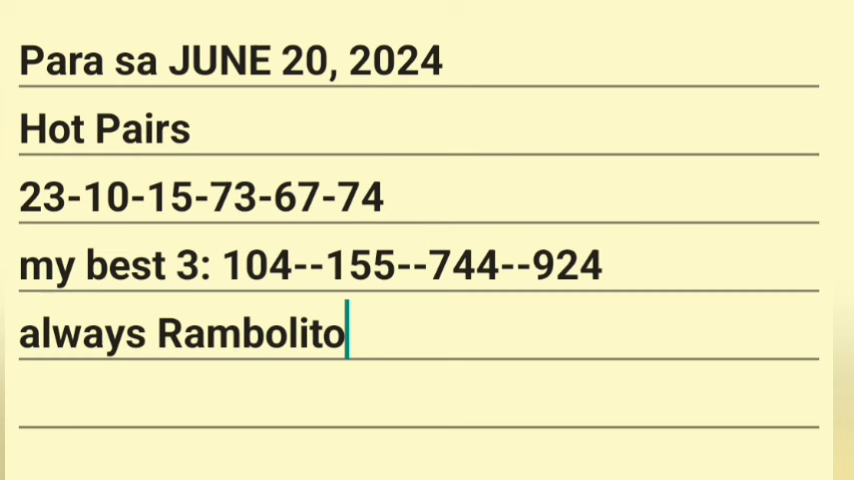 Para sa JUNE 20, 2024
Hot Pairs
23-10-15-73-67-74
my best 3: 104--155--744--924
always Rambolito